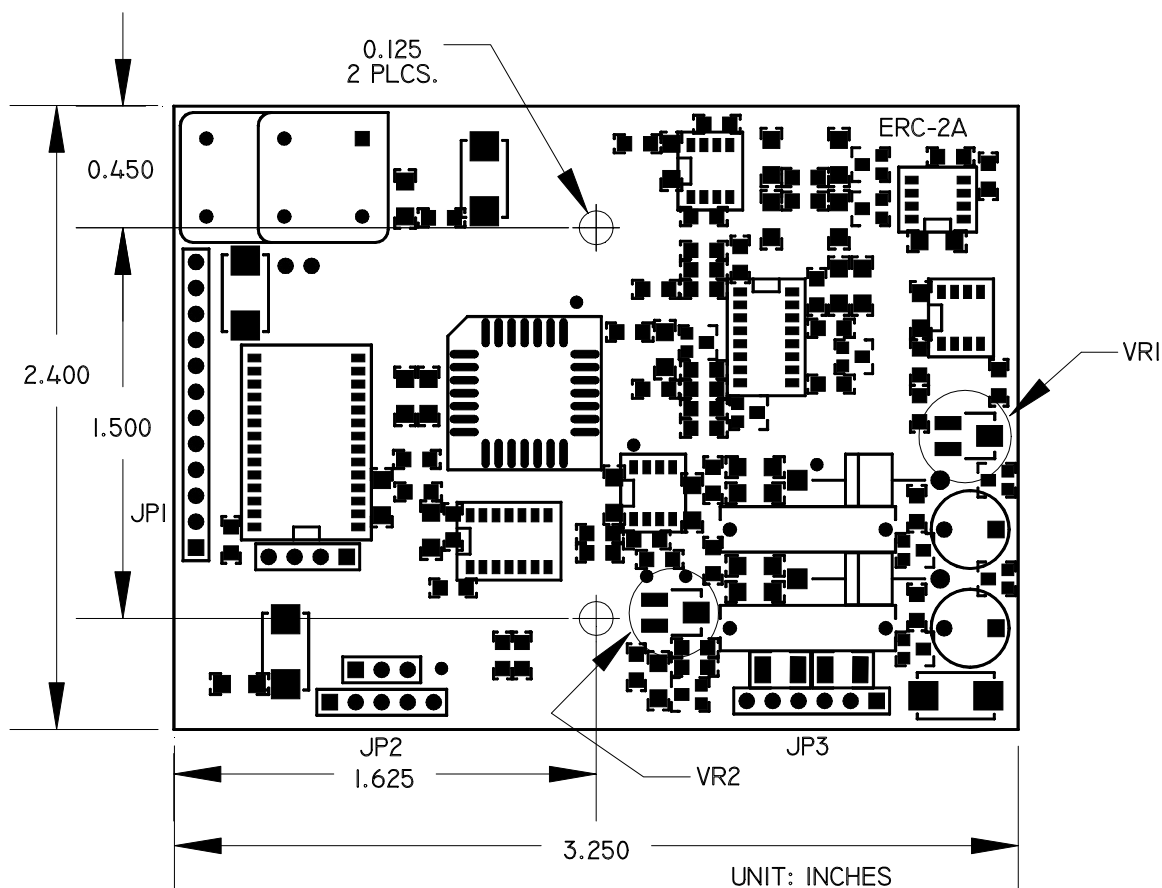 0.125
2 PLCS.
ERC-2A
0.450
VR1
2.400
1.500
JP1
JP2
JP3
1.625
VR2
3.250
UNIT: INCHES